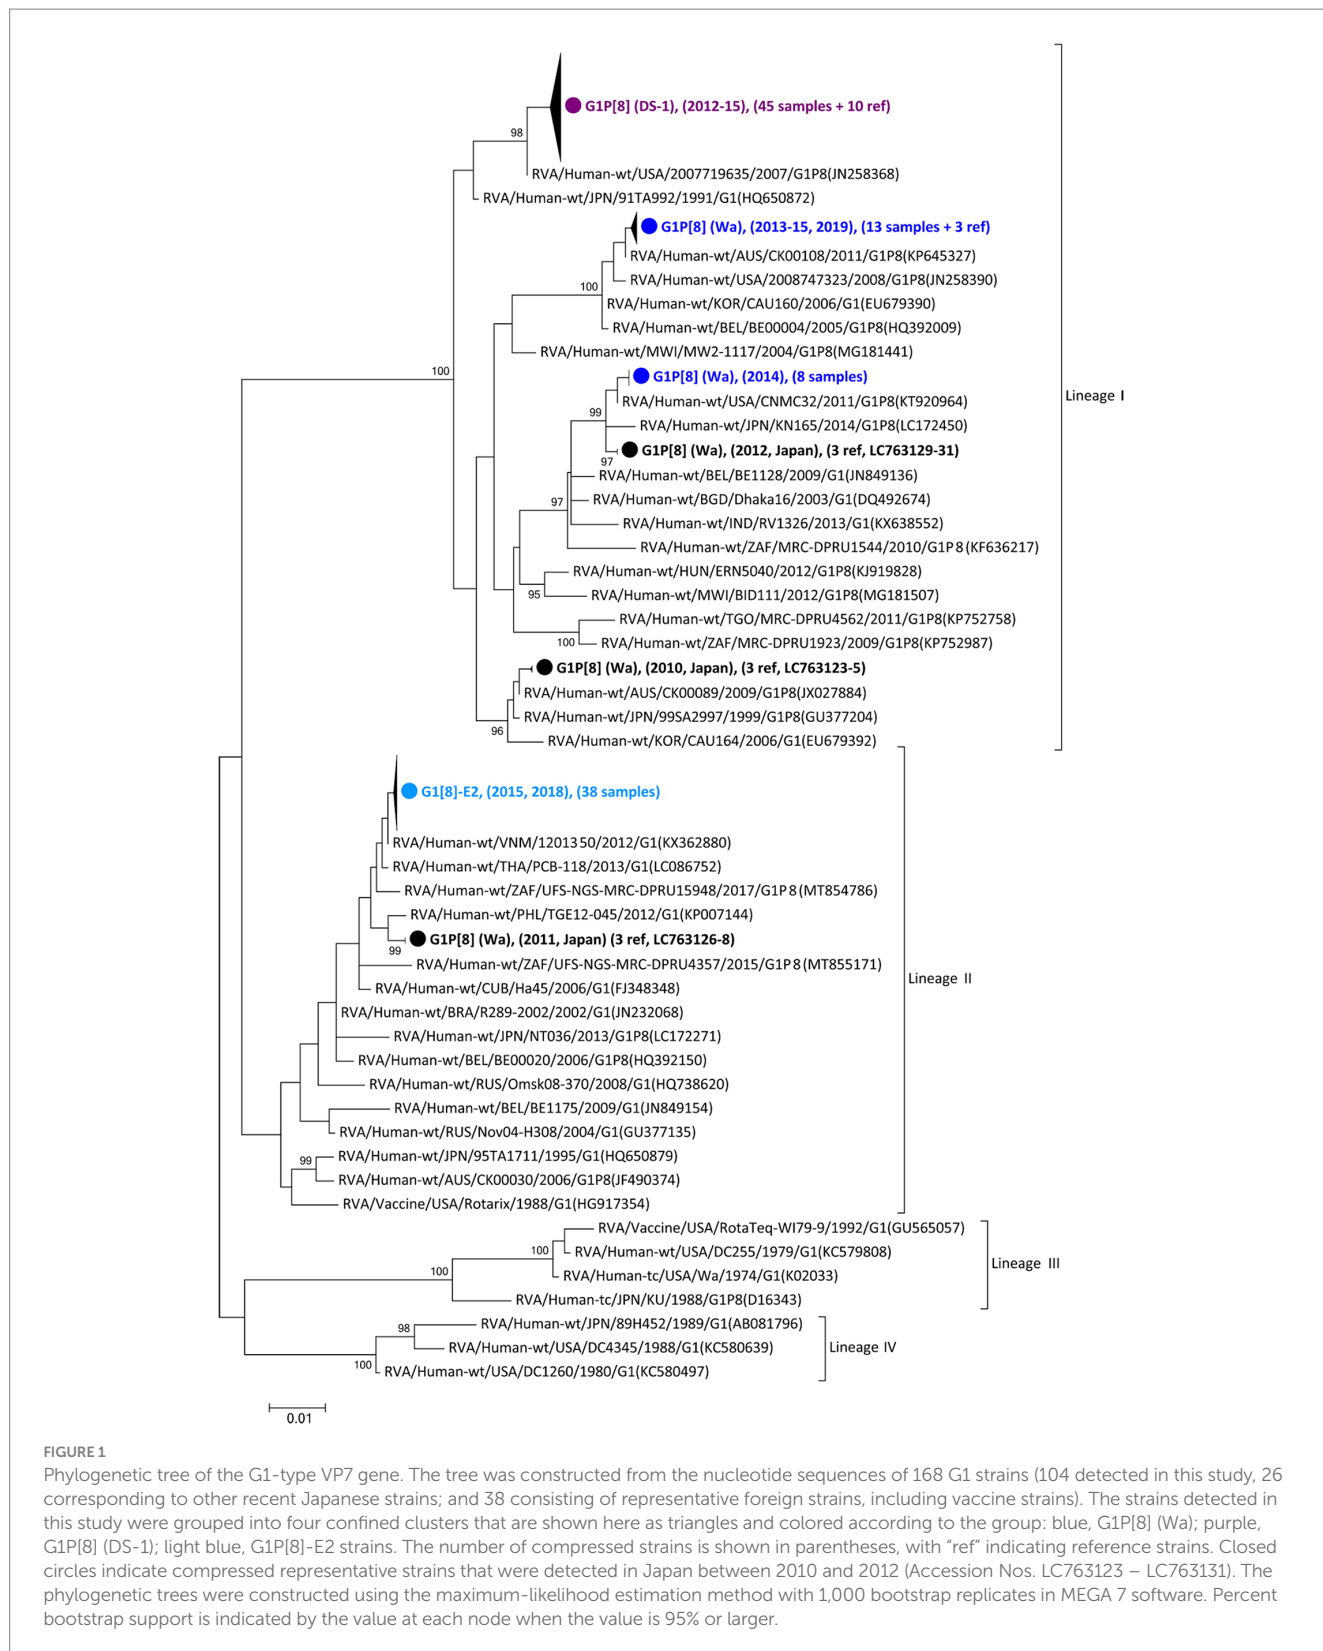 G1P[8] (DS-1), (2012-15), (45 samples + 10 ref)
98
RVA/Human-wt/USA/2007719635/2007/G1P8(JN258368)
RVA/Human-wt/JPN/91TA992/1991/G1(HQ650872)
G1P[8] (Wa), (2013-15, 2019), (13 samples + 3 ref)
RVA/Human-wt/AUS/CK00108/2011/G1P8(KP645327)
RVA/Human-wt/USA/2008747323/2008/G1P8(JN258390)
100
RVA/Human-wt/KOR/CAU160/2006/G1(EU679390)
RVA/Human-wt/BEL/BE00004/2005/G1P8(HQ392009)
RVA/Human-wt/MWI/MW2-1117/2004/G1P8(MG181441)
100
G1P[8] (Wa), (2014), (8 samples)
Lineage I
RVA/Human-wt/USA/CNMC32/2011/G1P8(KT920964)
99
RVA/Human-wt/JPN/KN165/2014/G1P8(LC172450)
G1P[8] (Wa), (2012, Japan), (3 ref, LC763129-31)
97
RVA/Human-wt/BEL/BE1128/2009/G1(JN849136)
97
RVA/Human-wt/BGD/Dhaka16/2003/G1(DQ492674)
RVA/Human-wt/IND/RV1326/2013/G1(KX638552)
RVA/Human-wt/ZAF/MRC-DPRU1544/2010/G1P8(KF636217)
RVA/Human-wt/HUN/ERN5040/2012/G1P8(KJ919828)
95
RVA/Human-wt/MWI/BID111/2012/G1P8(MG181507)
RVA/Human-wt/TGO/MRC-DPRU4562/2011/G1P8(KP752758)
100
RVA/Human-wt/ZAF/MRC-DPRU1923/2009/G1P8(KP752987)
G1P[8] (Wa), (2010, Japan), (3 ref, LC763123-5)
RVA/Human-wt/AUS/CK00089/2009/G1P8(JX027884)
RVA/Human-wt/JPN/99SA2997/1999/G1P8(GU377204)
96
RVA/Human-wt/KOR/CAU164/2006/G1(EU679392)
G1[8]-E2, (2015, 2018), (38 samples)
RVA/Human-wt/VNM/1201350/2012/G1(KX362880)
RVA/Human-wt/THA/PCB-118/2013/G1(LC086752)
RVA/Human-wt/ZAF/UFS-NGS-MRC-DPRU15948/2017/G1P8(MT854786)
RVA/Human-wt/PHL/TGE12-045/2012/G1(KP007144)
G1P[8] (Wa), (2011, Japan) (3 ref, LC763126-8)
99
RVA/Human-wt/ZAF/UFS-NGS-MRC-DPRU4357/2015/G1P8(MT855171)
Lineage II
RVA/Human-wt/CUB/Ha45/2006/G1(FJ348348)
RVA/Human-wt/BRA/R289-2002/2002/G1(JN232068)
RVA/Human-wt/JPN/NT036/2013/G1P8(LC172271)
RVA/Human-wt/BEL/BE00020/2006/G1P8(HQ392150)
RVA/Human-wt/RUS/Omsk08-370/2008/G1(HQ738620)
RVA/Human-wt/BEL/BE1175/2009/G1(JN849154)
RVA/Human-wt/RUS/Nov04-H308/2004/G1(GU377135)
99
RVA/Human-wt/JPN/95TA1711/1995/G1(HQ650879)
RVA/Human-wt/AUS/CK00030/2006/G1P8(JF490374)
RVA/Vaccine/USA/Rotarix/1988/G1(HG917354)
RVA/Vaccine/USA/RotaTeq-WI79-9/1992/G1(GU565057)
100
RVA/Human-wt/USA/DC255/1979/G1(KC579808)
Lineage III
100
RVA/Human-tc/USA/Wa/1974/G1(K02033)
RVA/Human-tc/JPN/KU/1988/G1P8(D16343)
98
RVA/Human-wt/JPN/89H452/1989/G1(AB081796)
RVA/Human-wt/USA/DC4345/1988/G1(KC580639)
Lineage IV
100
RVA/Human-wt/USA/DC1260/1980/G1(KC580497)
0.01
FIGURE 1
Phylogenetic tree of the G1-type VP7 gene. The tree was constructed from the nucleotide sequences of 168 G1 strains (104 detected in this study, 26
corresponding to other recent Japanese strains; and 38 consisting of representative foreign strains, including vaccine strains). The strains detected in
this study were grouped into four confined clusters that are shown here as triangles and colored according to the group: blue, G1P[8] (Wa); purple,
G1P[8] (DS-1); light blue, G1P[8]-E2 strains. The number of compressed strains is shown in parentheses, with “ref” indicating reference strains. Closed
circles indicate compressed representative strains that were detected in Japan between 2010 and 2012 (Accession Nos. LC763123 – LC763131). The
phylogenetic trees were constructed using the maximum-likelihood estimation method with 1,000 bootstrap replicates in MEGA 7 software. Percent
bootstrap support is indicated by the value at each node when the value is 95% or larger.